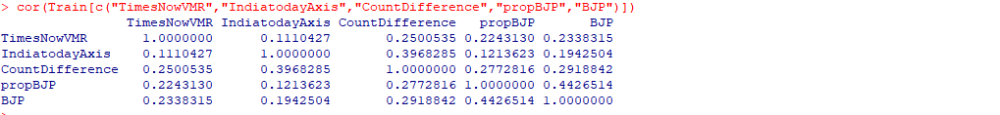 > cor(Train[c("TimesNowVMR","IndiatodayAxis","CountDifference","propBJP","BJP")])
                TimesNowVMR IndiatodayAxis CountDifference   propBJP       BJP
TimesNowVMR       1.0000000      0.1110427       0.2500535 0.2243130 0.2338315
IndiatodayAxis    0.1110427      1.0000000       0.3968285 0.1213623 0.1942504
CountDifference   0.2500535      0.3968285       1.0000000 0.2772816 0.2918842
propBJP           0.2243130      0.1213623       0.2772816 1.0000000 0.4426514
BJP               0.2338315      0.1942504       0.2918842 0.4426514 1.0000000
>